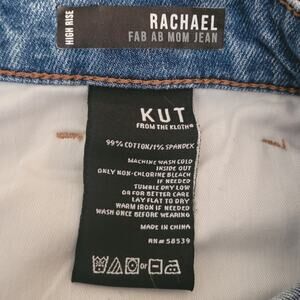 HIGH RISE
RACHAEL
FAB AB MOM JEAN
KUT
FROM THE KLOTH®
99% COTTON/1% SPANDEX
MACHINE WASH COLD
INSIDE OUT
ONLY NON-CHLORINE BLEACH
IF NEEDED
TUMBLE DRY LOW
OR FOR BETTER CARE
LAY FLAT TO DRY
WARM IRON IF NEEDED
WASH ONCE BEFORE WEARING
MADE IN CHINA
RN# 58539
or